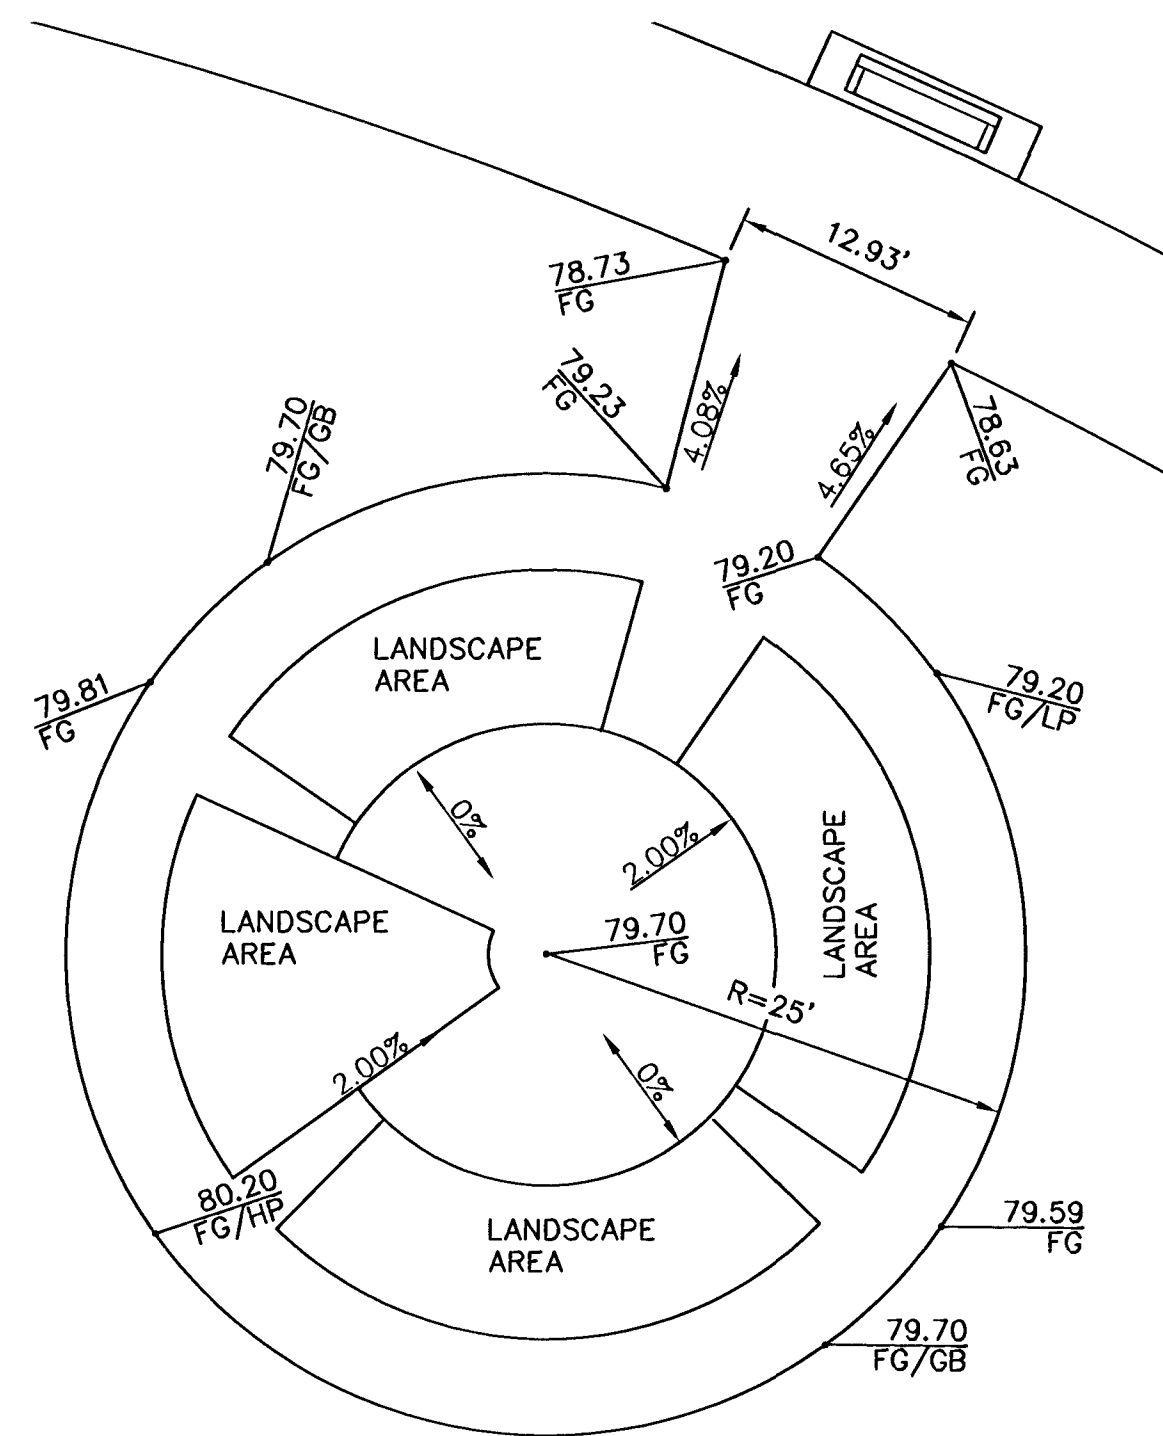 12.93'
78.73
FG
79.23
FG
4.08%
79.70
FG/GB
4.65%
78.63
FG
79.20
FG
LANDSCAPE
AREA
79.81
FG
79.20
FG/LP
0%
2.00%
LANDSCAPE
AREA
LANDSCAPE
AREA
79.70
FG
R=25'
2.00%
0%
80.20
FG/HP
LANDSCAPE
AREA
79.59
FG
79.70
FG/GB